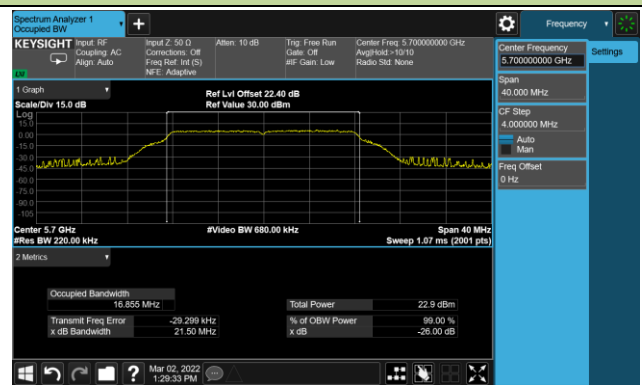 Spectrum Analyzer 1
Occupied BW
Frequency
KEYSIGHT
Input: RF
Coupling: AC
Align: Auto
Input Z: 50 Ω
Corrections: Off
Freq Ref: Int (S)
NFE: Adaptive
Atten: 10 dB
Trig: Free Run
Gate: Off
#IF Gain: Low
Center Freq: 5.700000000 GHz
Avg|Hold:>10/10
Radio Std: None
Center Frequency
5.700000000 GHz
Settings
Span
40.000 MHz
CF Step
4.000000 MHz
Auto
Man
Freq Offset
0 Hz
1 Graph
Scale/Div 15.0 dB
Ref Lvl Offset 22.40 dB
Ref Value 30.00 dBm
Log
15.0
0.00
-15.0
-30.0
-45.0
-60.0
-75.0
-90.0
-105
Center 5.7 GHz
#Video BW 680.00 kHz
Span 40 MHz
#Res BW 220.00 kHz
Sweep 1.07 ms (2001 pts)
2 Metrics
Occupied Bandwidth
16.855 MHz
Total Power
22.9 dBm
Transmit Freq Error
-29.299 kHz
% of OBW Power
99.00 %
x dB Bandwidth
21.50 MHz
x dB
-26.00 dB
Mar 02, 2022
1:29:33 PM